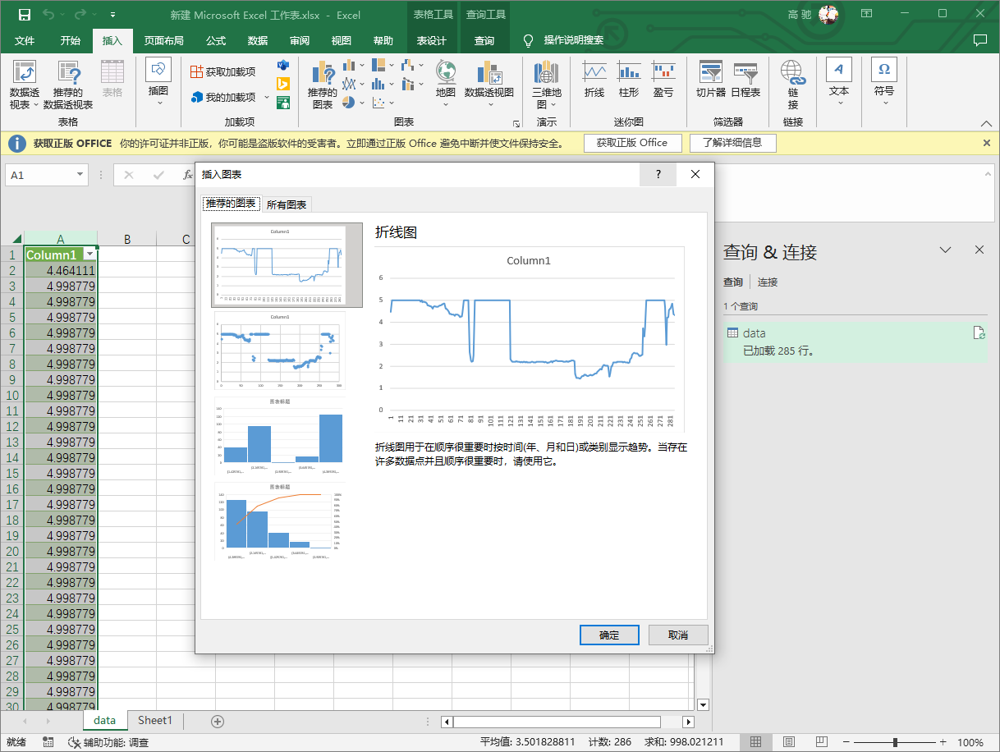 新建 Microsoft Excel 工作表.xlsx - Excel
表格工具 查询工具
高 驰
文件 开始 插入 页面布局 公式 数据 审阅 视图 帮助 表设计 查询 操作说明搜索
数据透视表
推荐的数据透视表
表格
插图
获取加载项
我的加载项
推荐的图表
地图
数据透视图
三维地图
折线
柱形
盈亏
切片器
日程表
链接
文本
符号
表格 加载项 图表 演示 迷你图 筛选器 链接
获取正版 OFFICE 你的许可证并非正版，你可能是盗版软件的受害者。立即通过正版 Office 避免中断并使文件保持安全。 获取正版 Office 了解详细信息
A1
fx
A B C
1 Column1
2 4.464111
3 4.998779
4 4.998779
5 4.998779
6 4.998779
7 4.998779
8 4.998779
9 4.998779
10 4.998779
11 4.998779
12 4.998779
13 4.998779
14 4.998779
15 4.998779
16 4.998779
17 4.998779
18 4.998779
19 4.998779
20 4.998779
21 4.998779
22 4.998779
23 4.998779
24 4.998779
25 4.998779
26 4.998779
27 4.998779
28 4.998779
29 4.998779
30 4.998779
插入图表
?
推荐的图表 所有图表
Column1
Column1
0 50 100 150 200 250 300
图表标题
图表标题
折线图
Column1
6
5
4
3
2
1
0
1 11 21 31 41 51 61 71 81 91 101 111 121 131 141 151 161 171 181 191 201 211 221 231 241 251 261 271 281
折线图用于在顺序很重要时按时间(年、月和日)或类别显示趋势。当存在
许多数据点并且顺序很重要时，请使用它。
确定 取消
查询 & 连接
查询 连接
1 个查询
data
已加载 285 行。
data Sheet1
就绪 辅助功能: 调查 平均值: 3.501828811 计数: 286 求和: 998.021211 100%